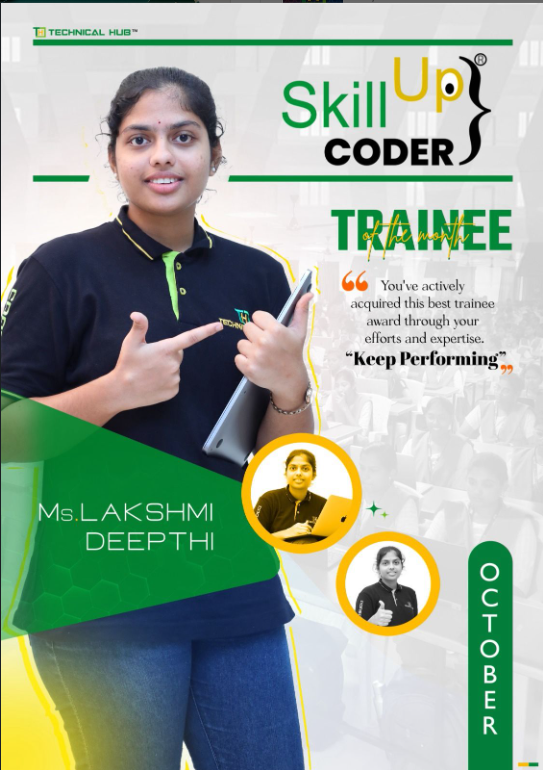 TECHNICAL HUB™
Skill Up
CODER
TRAINEE
of the month
“ You've actively
acquired this best trainee
award through your
efforts and expertise.
“Keep Performing”
”
Ms.LAKSHMI
DEEPTHI
OCTOBER